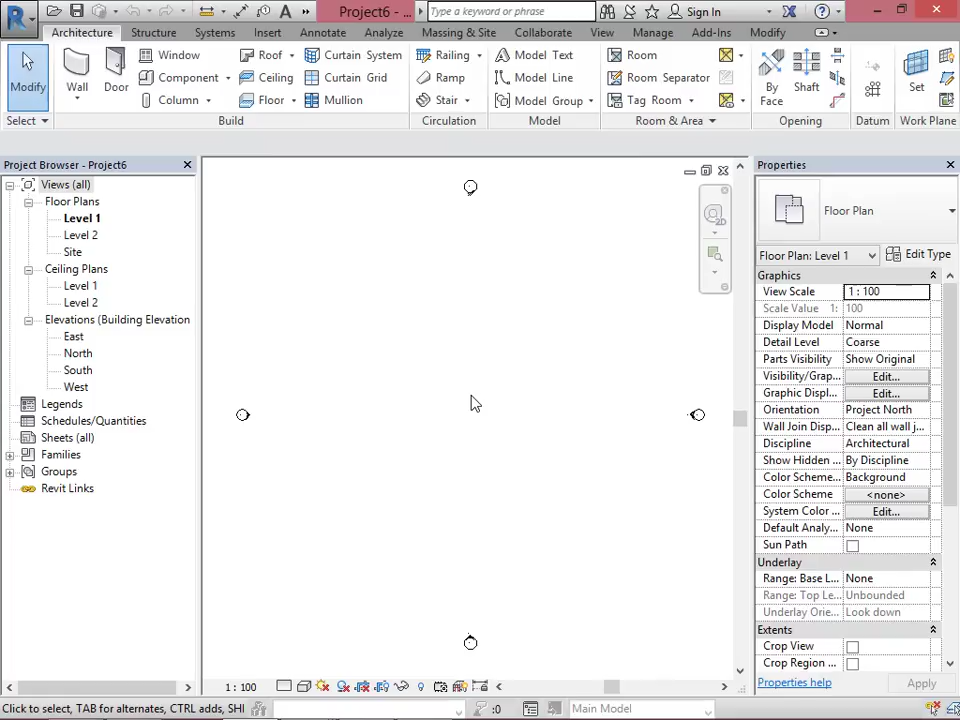 Project6 - ...
Type a keyword or phrase
Sign In
Architecture
Structure
Systems
Insert
Annotate
Analyze
Massing & Site
Collaborate
View
Manage
Add-Ins
Modify
Modify
Wall
Door
Window
Component
Column
Roof
Ceiling
Floor
Curtain System
Curtain Grid
Mullion
Railing
Ramp
Stair
Model Text
Model Line
Model Group
Room
Room Separator
Tag Room
By Face
Shaft
Set
Select
Build
Circulation
Model
Room & Area
Opening
Datum
Work Plane
Project Browser - Project6
Views (all)
Floor Plans
Level 1
Level 2
Site
Ceiling Plans
Level 1
Level 2
Elevations (Building Elevation
East
North
South
West
Legends
Schedules/Quantities
Sheets (all)
Families
Groups
Revit Links
2D
Properties
Floor Plan
Floor Plan: Level 1
Edit Type
Graphics
View Scale 1 : 100
Scale Value 1: 100
Display Model Normal
Detail Level Coarse
Parts Visibility Show Original
Visibility/Grap... Edit...
Graphic Displ... Edit...
Orientation Project North
Wall Join Disp... Clean all wall j...
Discipline Architectural
Show Hidden ... By Discipline
Color Scheme... Background
Color Scheme <none>
System Color ... Edit...
Default Analy... None
Sun Path
Underlay
Range: Base L... None
Range: Top Le... Unbounded
Underlay Orie... Look down
Extents
Crop View
Crop Region ...
Properties help
Apply
1 : 100
Click to select, TAB for alternates, CTRL adds, SHI
:0
Main Model